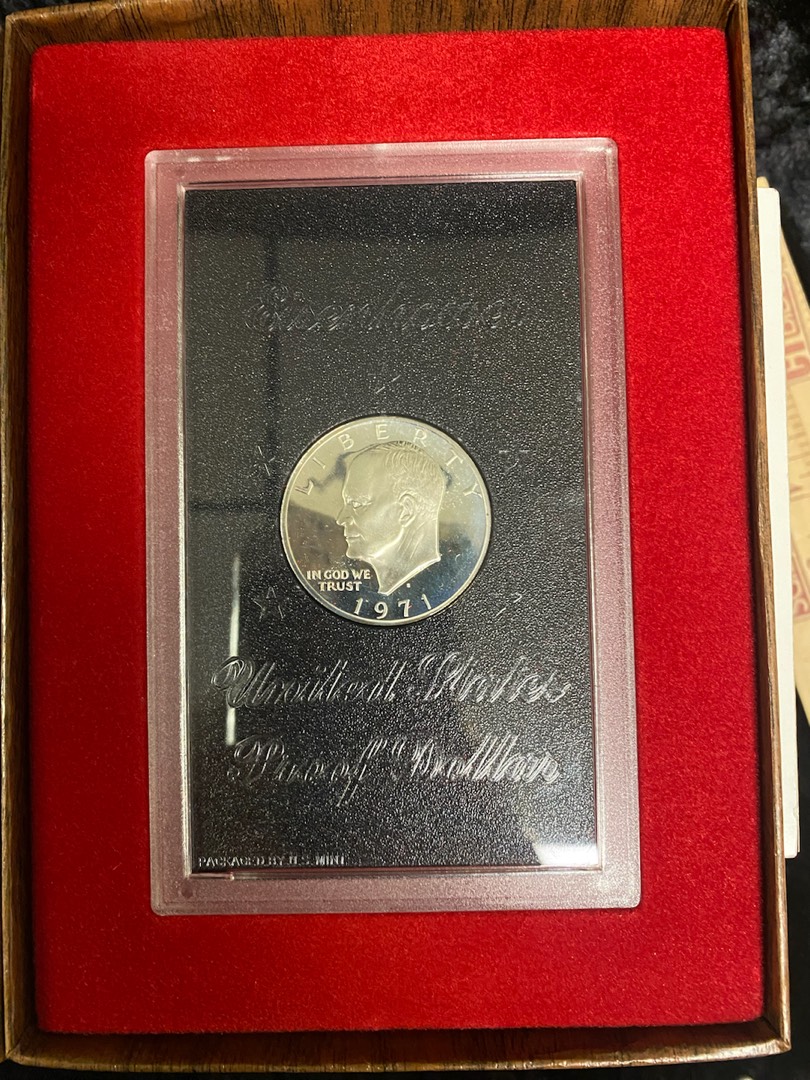 Eisenhower
LIBERTY
IN GOD WE
TRUST
1971
United States
Proof Dollar
PACKAGED BY U.S. MINT